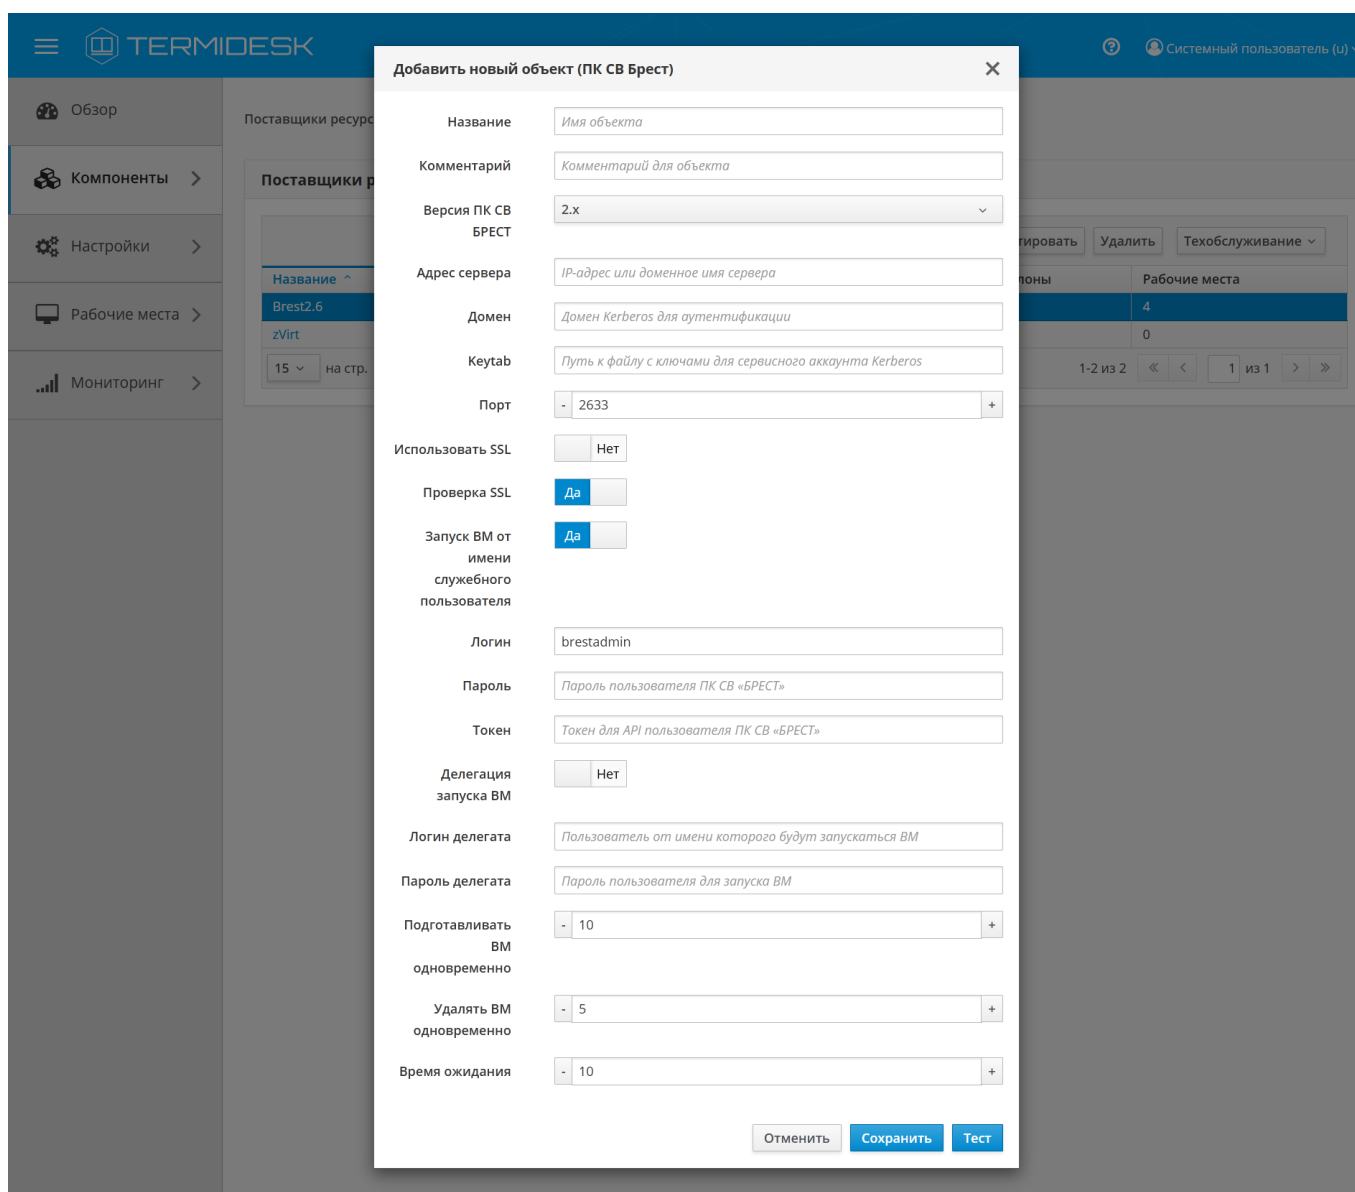 TERMIDESK
Системный пользователь (u)
Обзор
Компоненты
Настройки
Рабочие места
Мониторинг
Поставщики ресурс
Поставщики р
тировать
Удалить
Техобслуживание
Название
лоны
Рабочие места
Brest2.6
4
zVirt
0
15
на стр.
1-2 из 2
1 из 1
Добавить новый объект (ПК СВ Брест)
Название
Имя объекта
Комментарий
Комментарий для объекта
Версия ПК СВ
БРЕСТ
2.x
Адрес сервера
IP-адрес или доменное имя сервера
Домен
Домен Kerberos для аутентификации
Keytab
Путь к файлу с ключами для сервисного аккаунта Kerberos
Порт
- 2633 +
Использовать SSL
Нет
Проверка SSL
Да
Запуск ВМ от
имени
служебного
пользователя
Да
Логин
brestadmin
Пароль
Пароль пользователя ПК СВ «БРЕСТ»
Токен
Токен для API пользователя ПК СВ «БРЕСТ»
Делегация
запуска ВМ
Нет
Логин делегата
Пользователь от имени которого будут запускаться ВМ
Пароль делегата
Пароль пользователя для запуска ВМ
Подготавливать
ВМ
одновременно
- 10 +
Удалять ВМ
одновременно
- 5 +
Время ожидания
- 10 +
Отменить
Сохранить
Тест